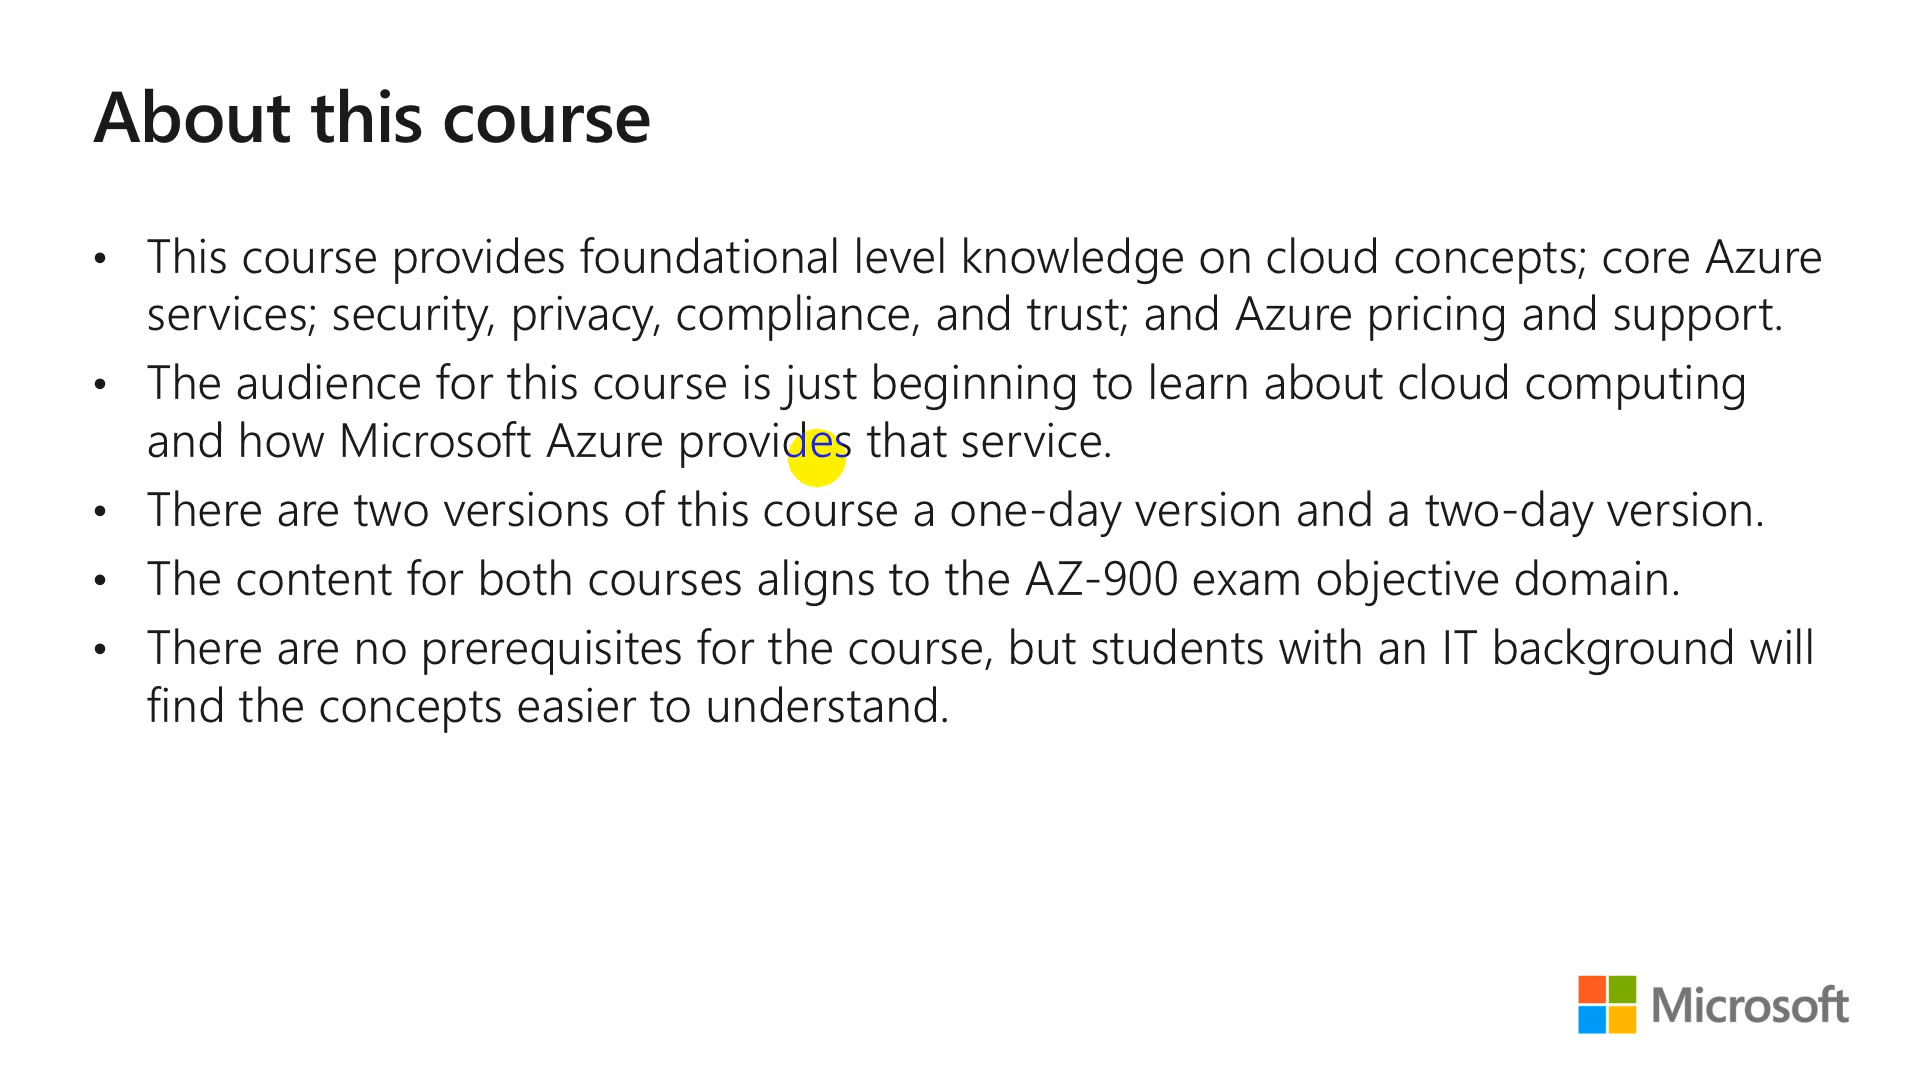 About this course
• This course provides foundational level knowledge on cloud concepts; core Azure
services; security, privacy, compliance, and trust; and Azure pricing and support.
• The audience for this course is just beginning to learn about cloud computing
and how Microsoft Azure provides that service.
• There are two versions of this course a one-day version and a two-day version.
• The content for both courses aligns to the AZ-900 exam objective domain.
• There are no prerequisites for the course, but students with an IT background will
find the concepts easier to understand.
Microsoft